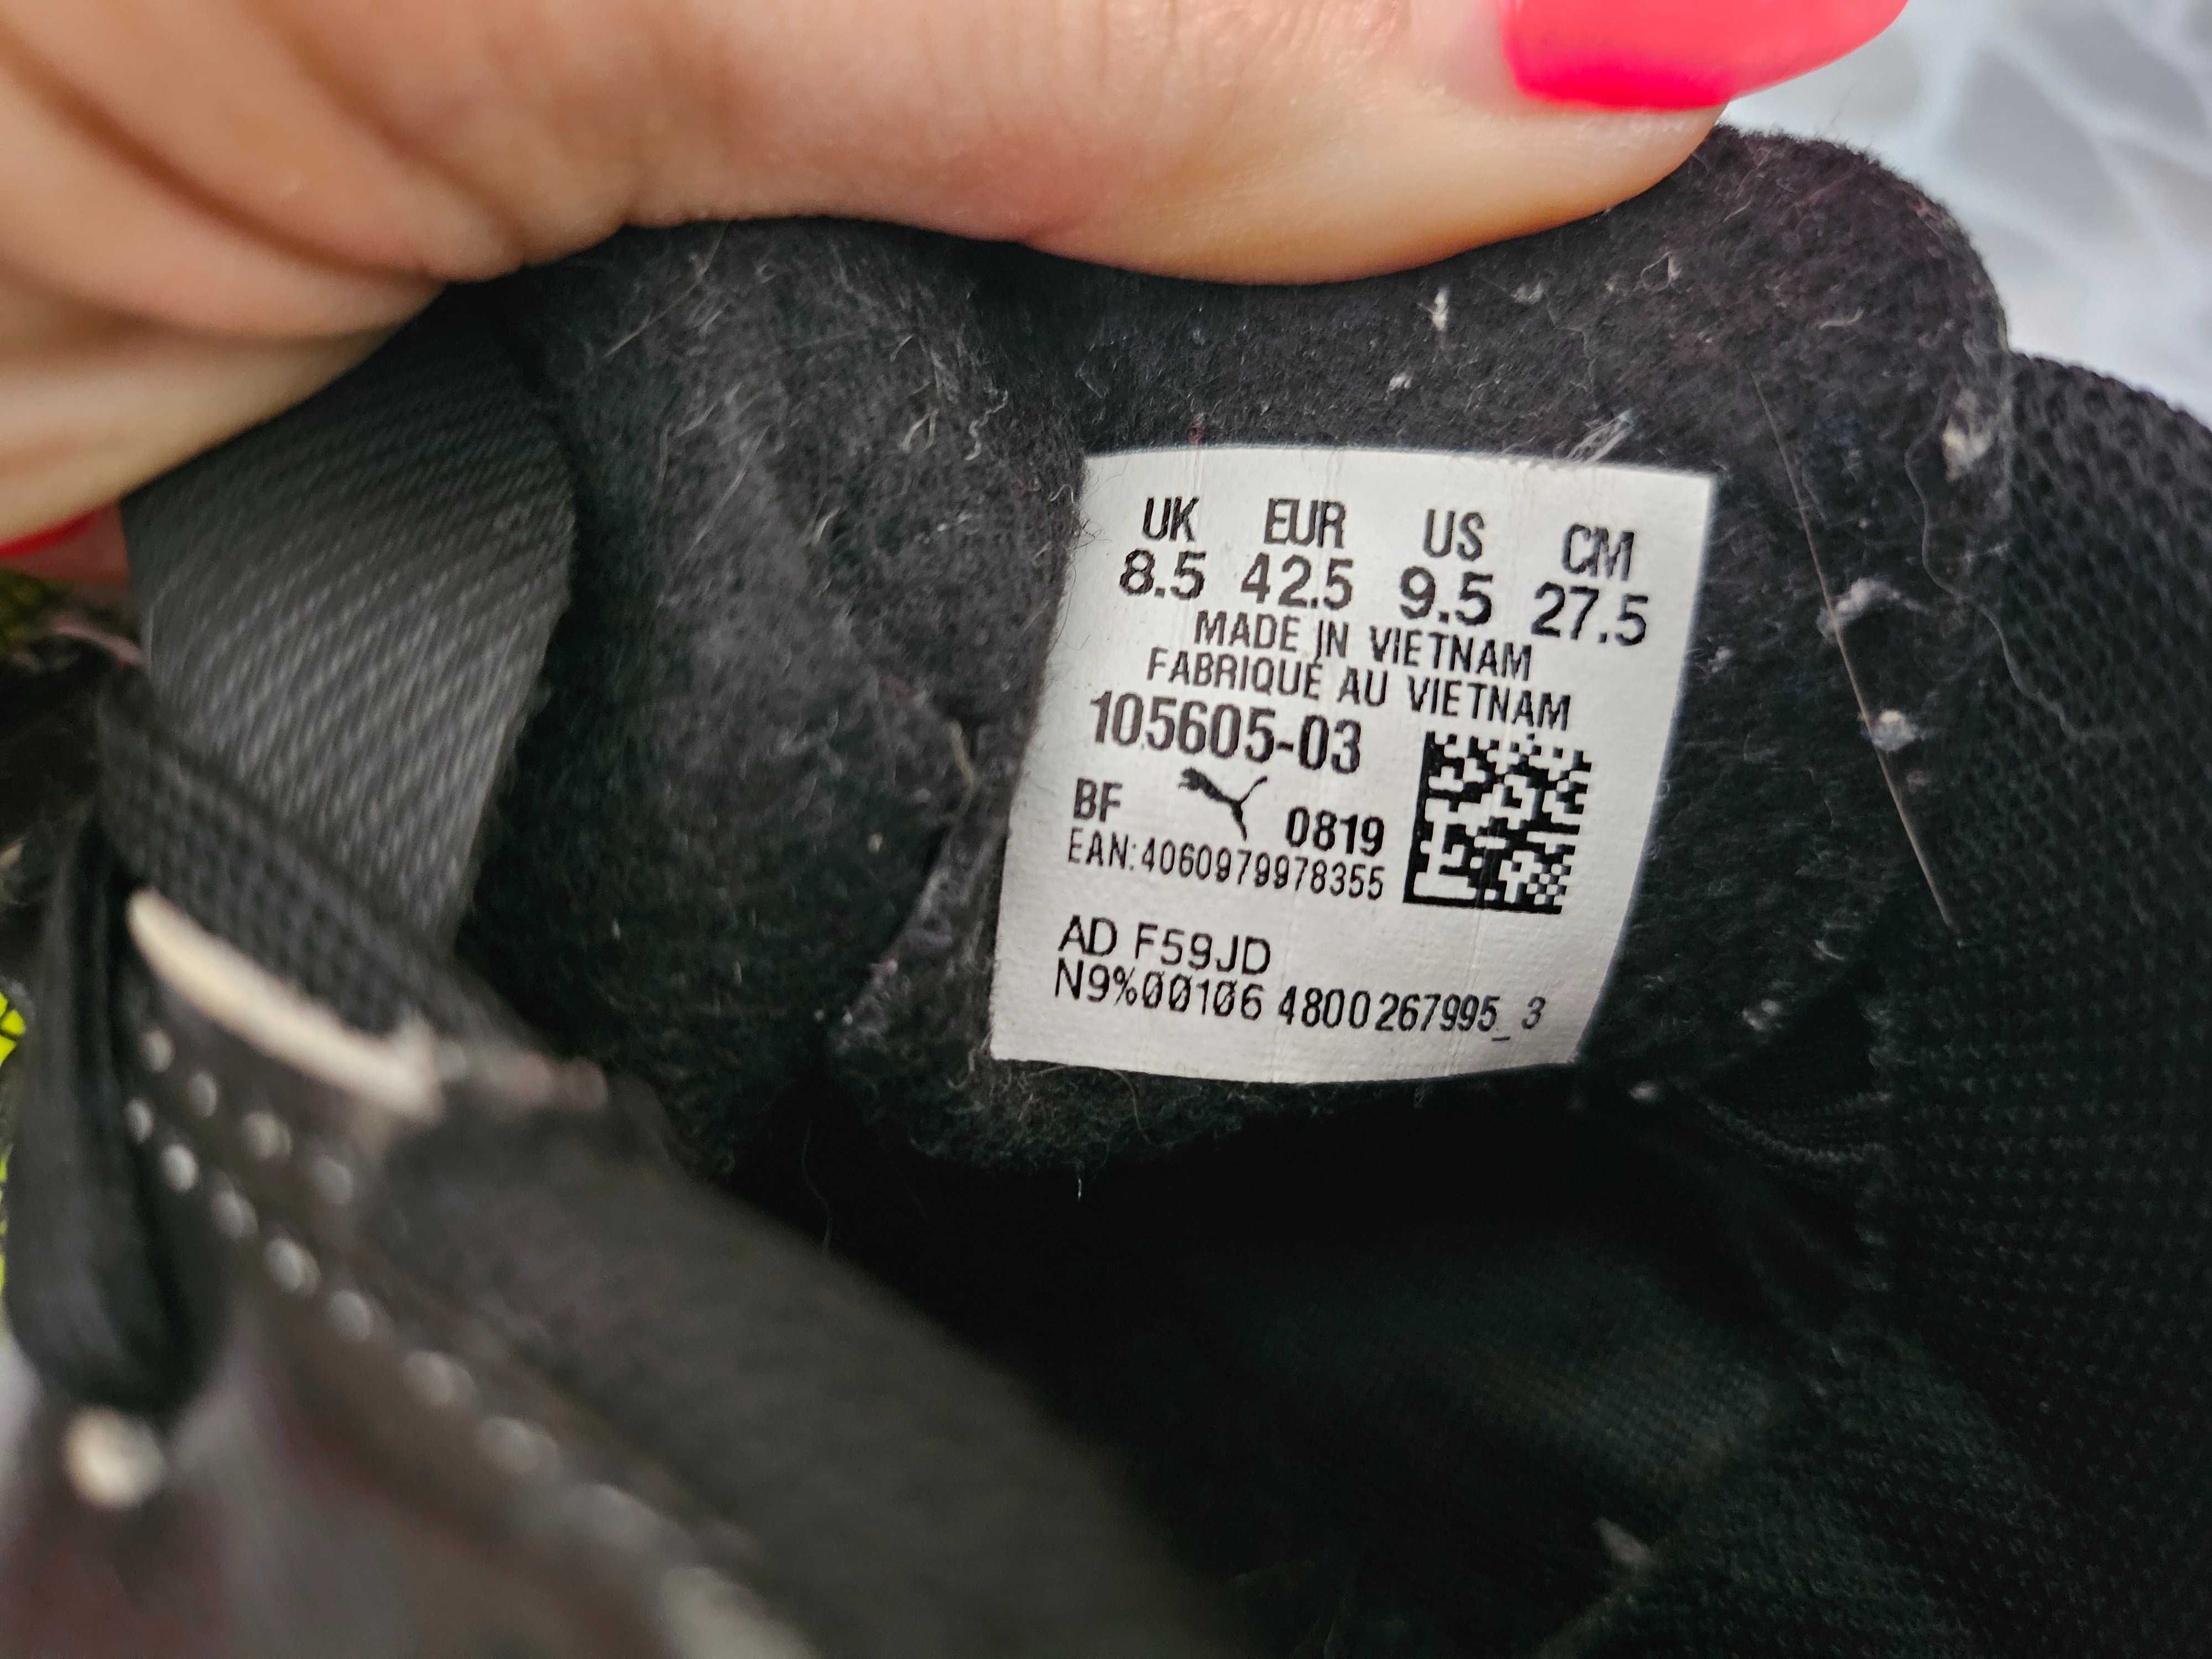 UK EUR US CM
8.5 42.5 9.5 27.5
MADE IN VIETNAM
FABRIQUÉ AU VIETNAM
105605-03
BF 0819
EAN:4060979978355
AD F59JD
N9%00106 4800267995_3